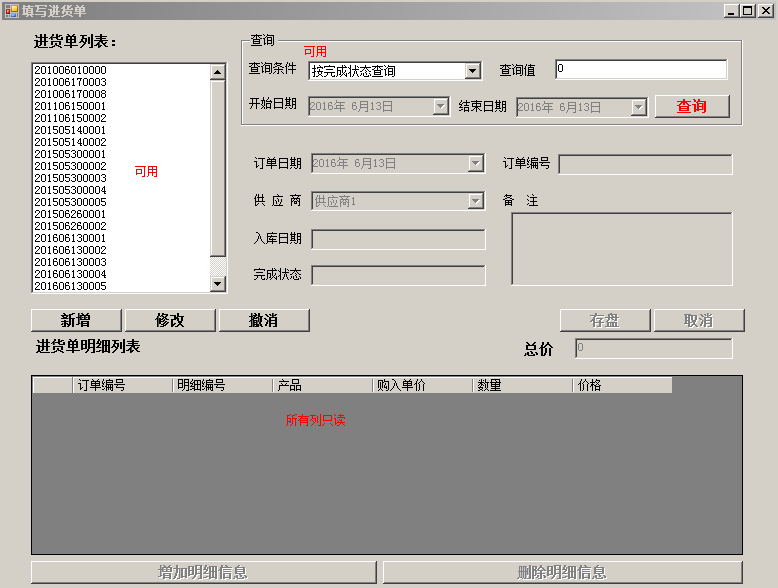 填写进货单
进货单列表：
201006010000
201006170003
201006170008
201106150001
201106150002
201505140001
201505140002
201505300001
201505300002
201505300003
201505300004
201505300005
201506260001
201506260002
201606130001
201606130002
201606130003
201606130004
201606130005
可用
查询
可用
查询条件 按完成状态查询 查询值 0
开始日期 2016年 6月13日 结束日期 2016年 6月13日 查询
订单日期 2016年 6月13日 订单编号
供 应 商 供应商1 备 注
入库日期
完成状态
新增 修改 撤消 存盘 取消
进货单明细列表 总价 0
订单编号 明细编号 产品 购入单价 数量 价格
所有列只读
增加明细信息 删除明细信息